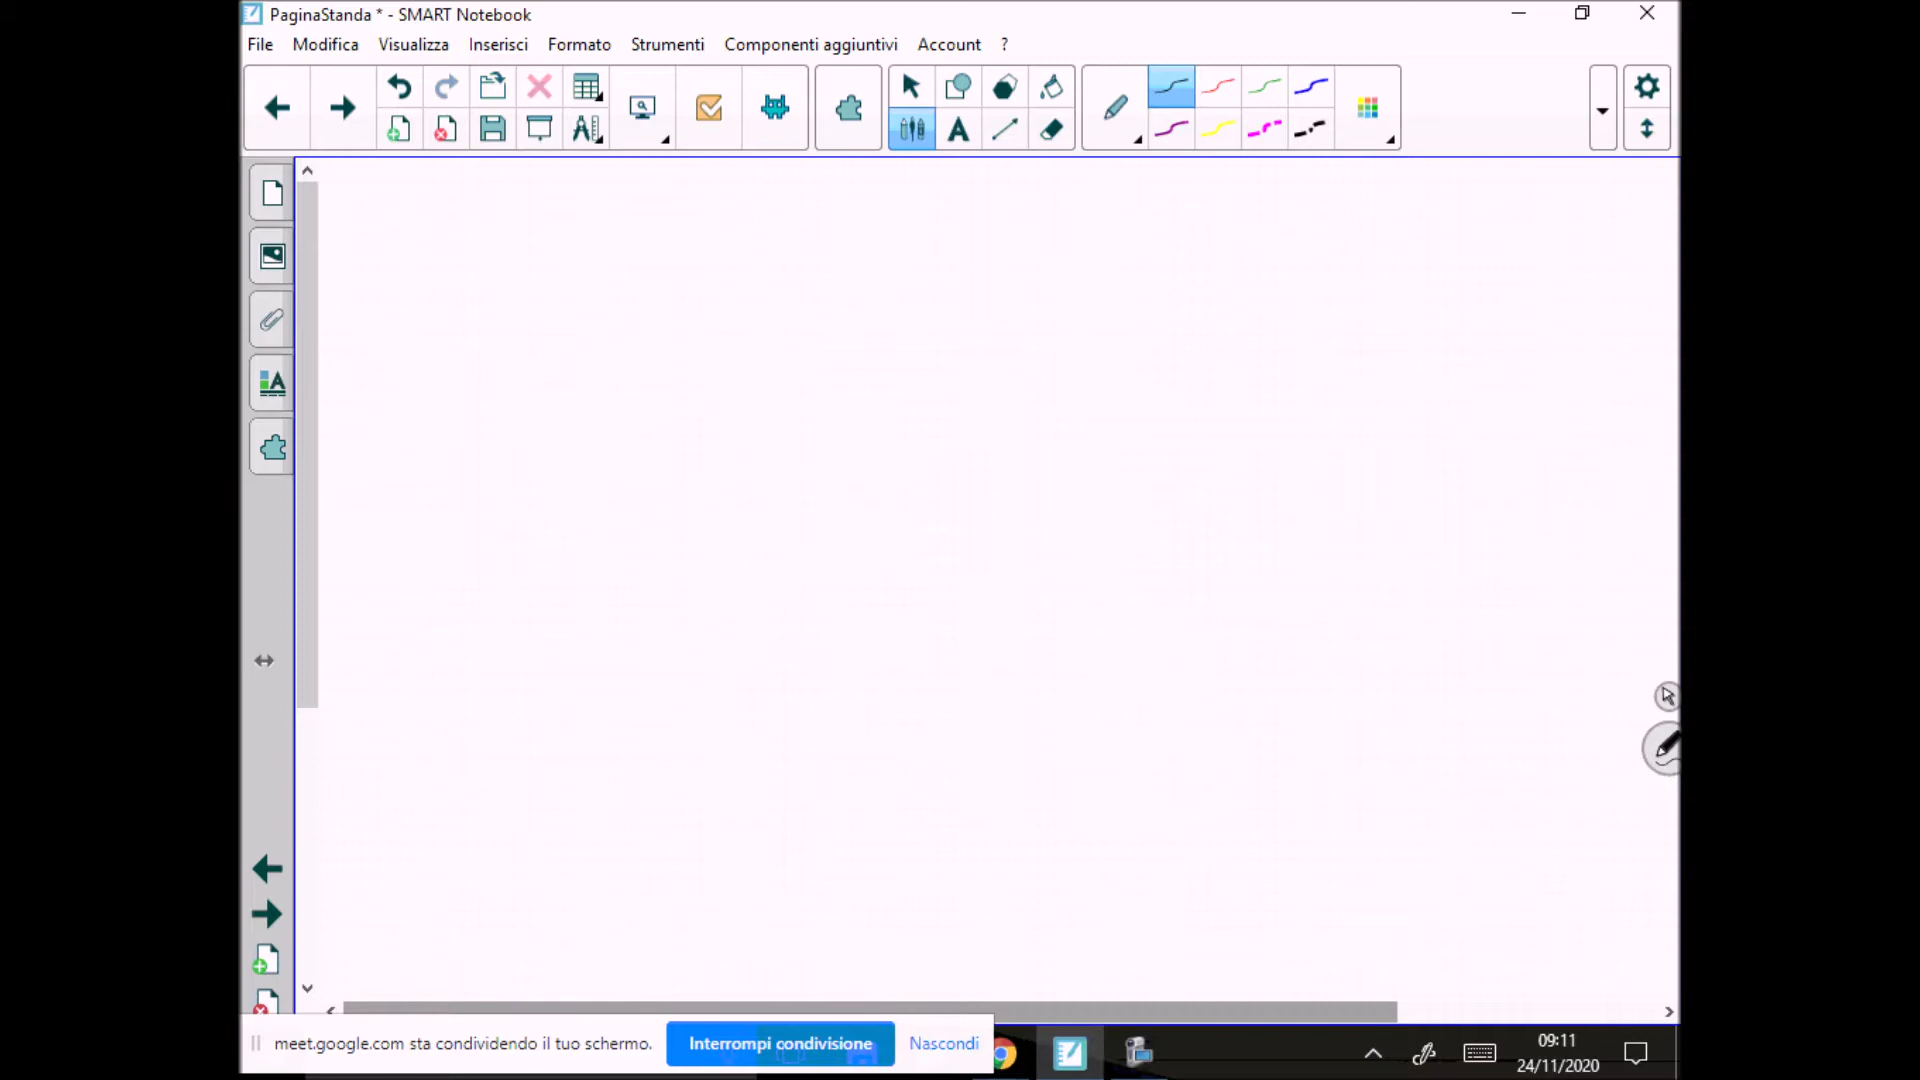 PaginaStanda * - SMART Notebook
File Modifica Visualizza Inserisci Formato Strumenti Componenti aggiuntivi Account ?
meet.google.com sta condividendo il tuo schermo. Interrompi condivisione Nascondi
09:11
24/11/2020